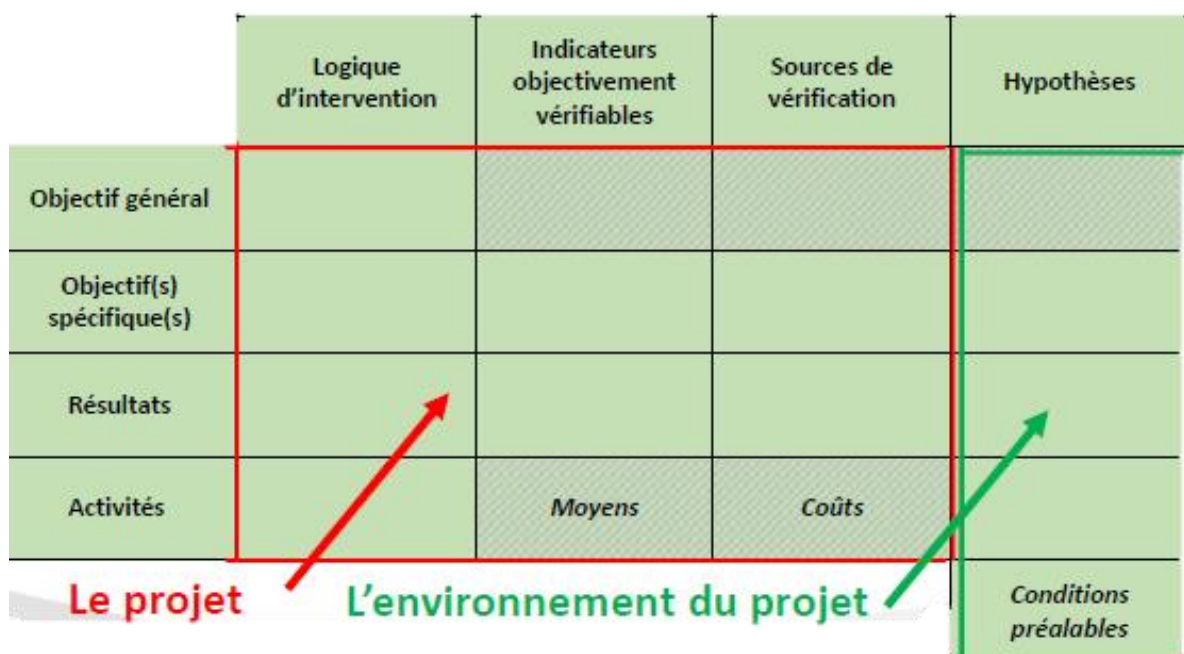 Logique
d'intervention
Indicateurs
objectivement
vérifiables
Sources de
vérification
Hypothèses
Objectif général
Objectif(s)
spécifique(s)
Résultats
Activités
Moyens
Coûts
Le projet
L'environnement du projet
Conditions
préalables